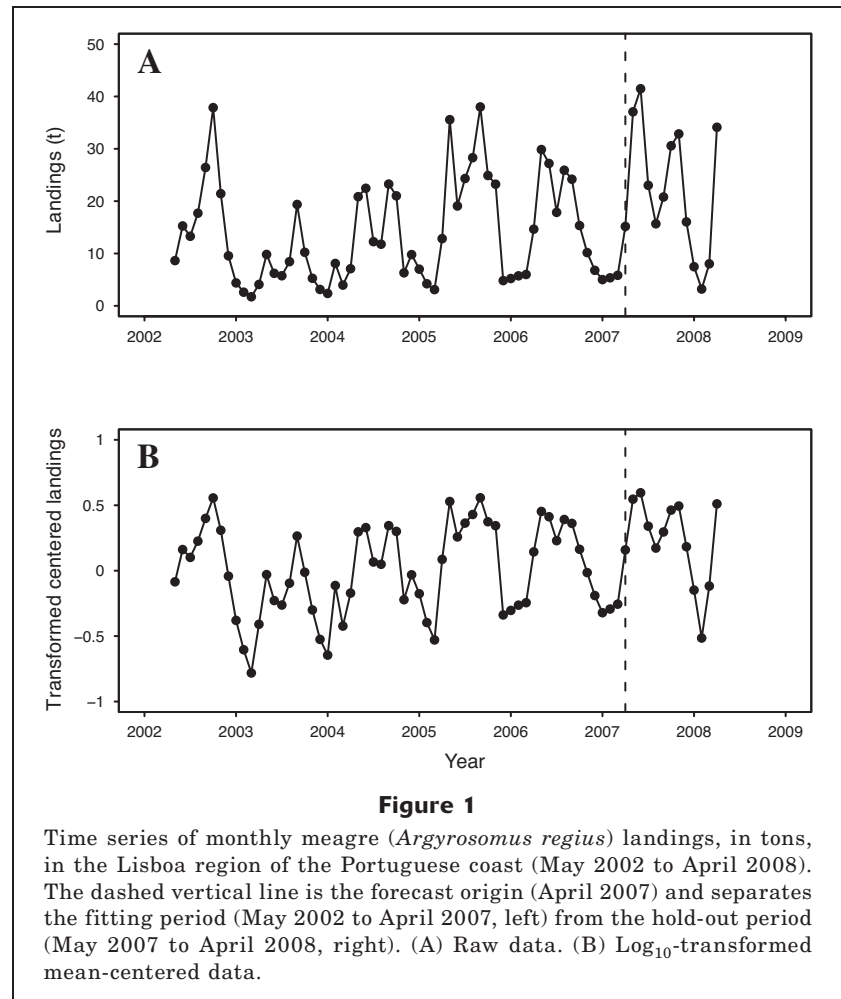 A
50
40
30
20
10
0
Landings (t)
2002 2003 2004 2005 2006 2007 2008 2009
B
1
0.5
0
−0.5
−1
Transformed centered landings
2002 2003 2004 2005 2006 2007 2008 2009
Year
Figure 1
Time series of monthly meagre (Argyrosomus regius) landings, in tons,
in the Lisboa region of the Portuguese coast (May 2002 to April 2008).
The dashed vertical line is the forecast origin (April 2007) and separates
the fitting period (May 2002 to April 2007, left) from the hold-out period
(May 2007 to April 2008, right). (A) Raw data. (B) Log₁₀-transformed
mean-centered data.